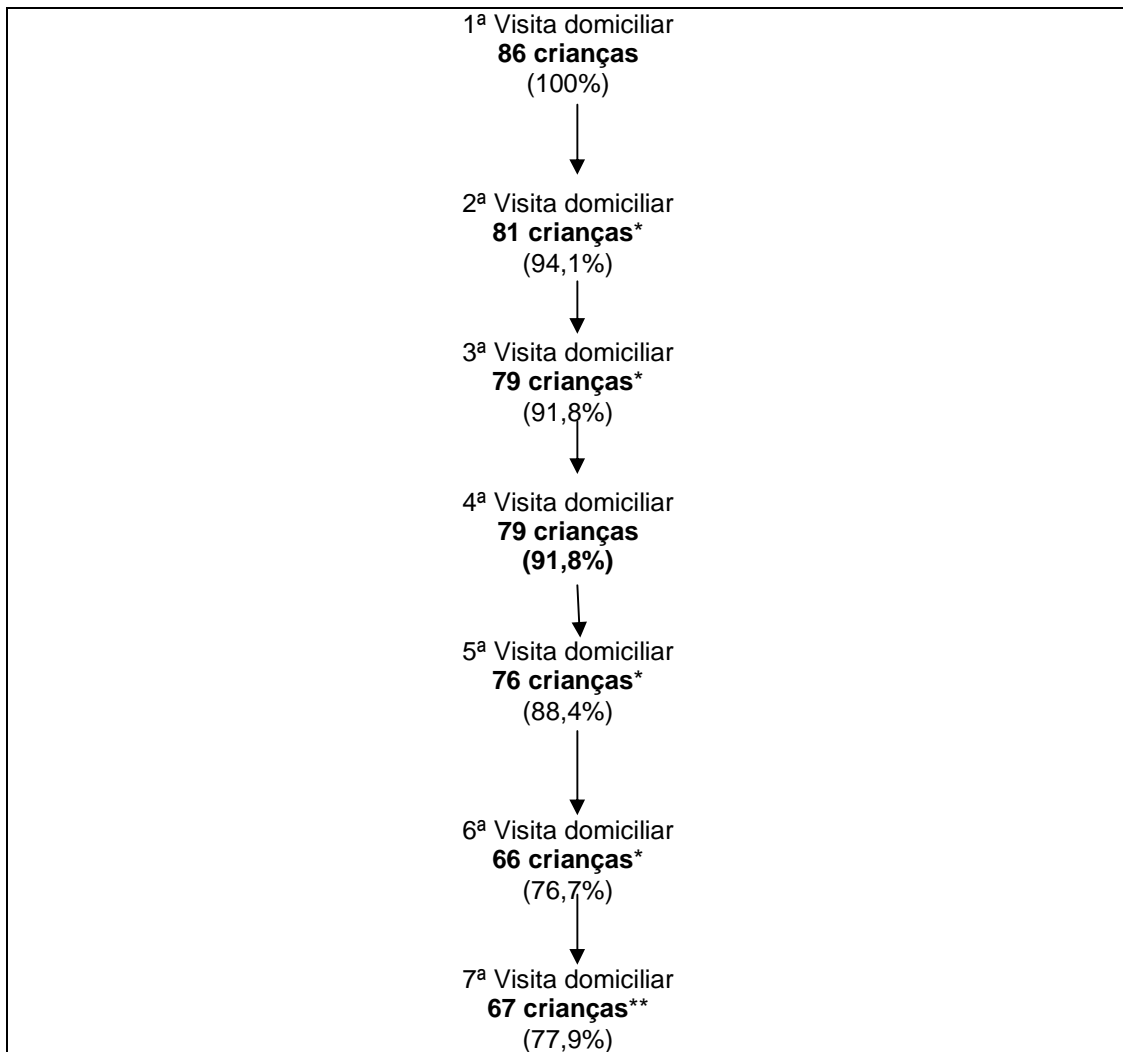 1ª Visita domiciliar
86 crianças
(100%)
2ª Visita domiciliar
81 crianças*
(94,1%)
3ª Visita domiciliar
79 crianças*
(91,8%)
4ª Visita domiciliar
79 crianças
(91,8%)
5ª Visita domiciliar
76 crianças*
(88,4%)
6ª Visita domiciliar
66 crianças*
(76,7%)
7ª Visita domiciliar
67 crianças**
(77,9%)